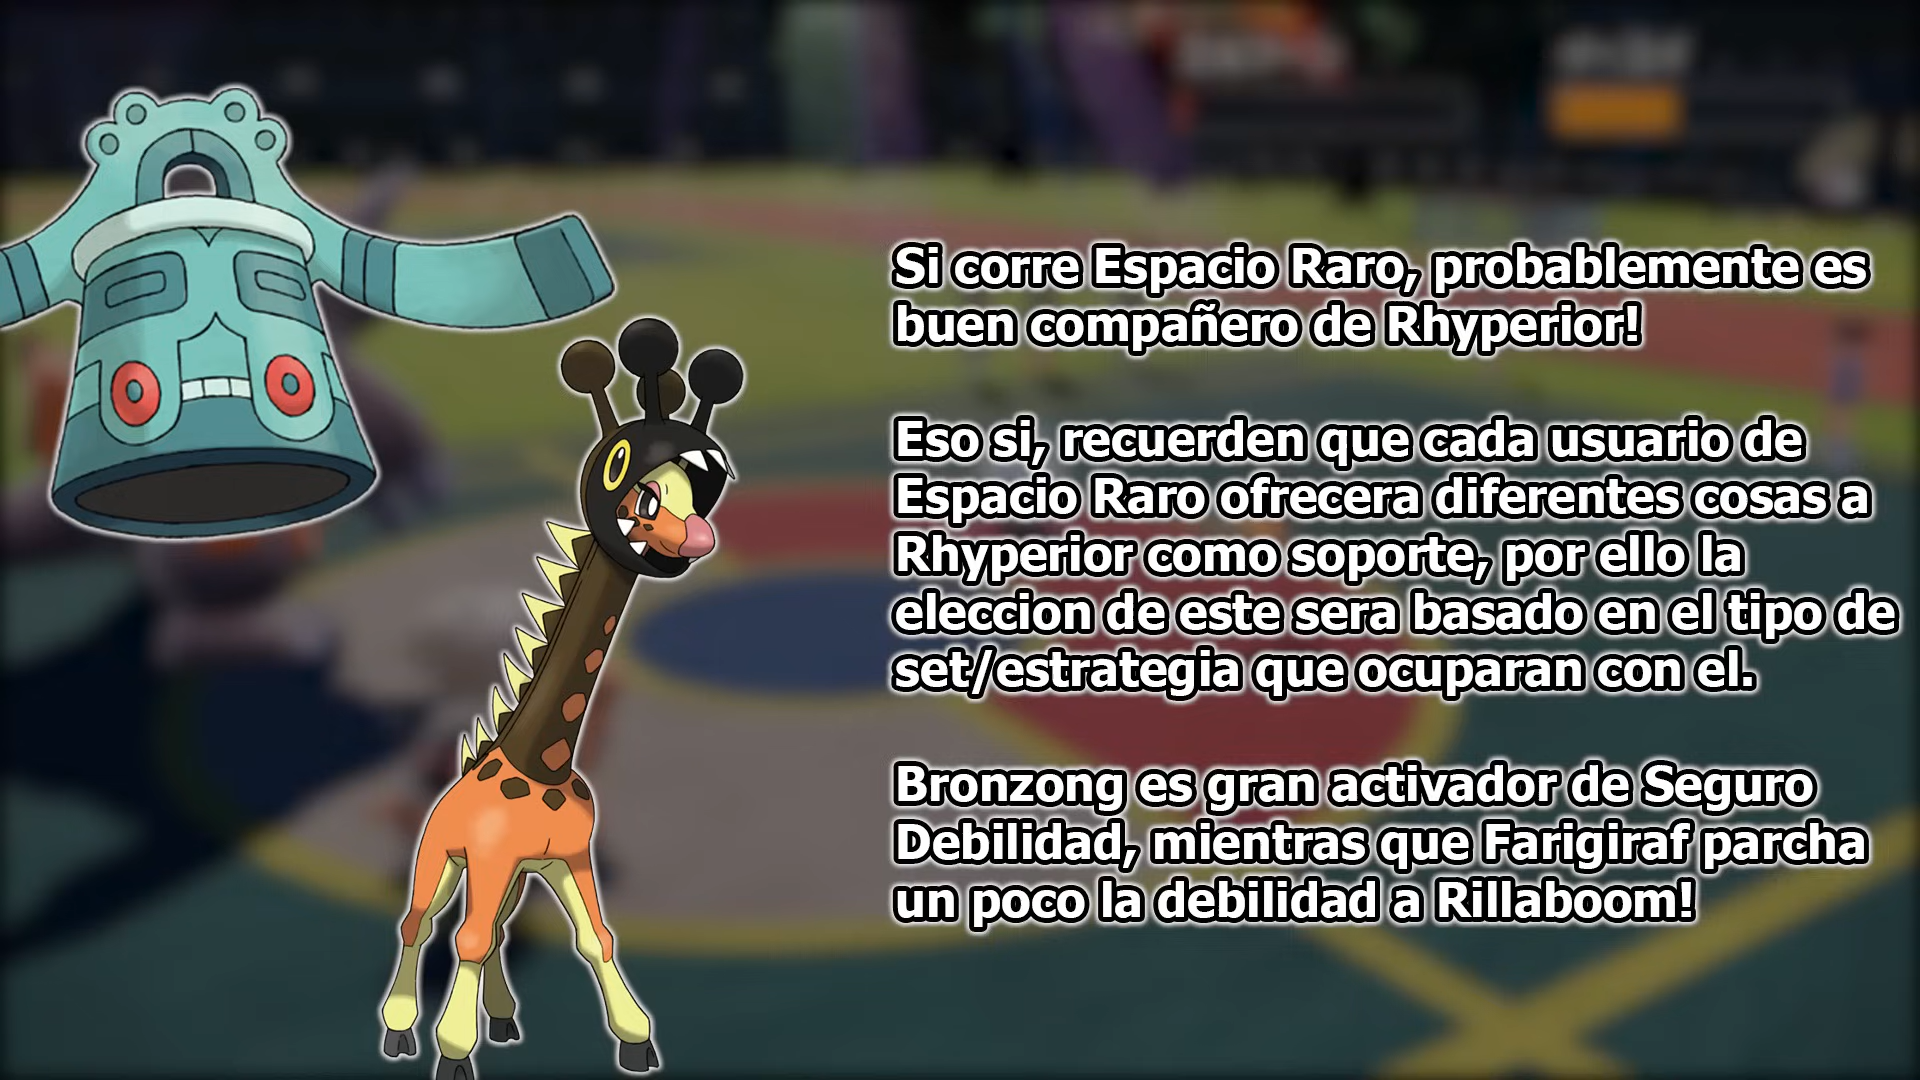 Si corre Espacio Raro, probablemente es
buen compañero de Rhyperior!
Eso si, recuerden que cada usuario de
Espacio Raro ofrecera diferentes cosas a
Rhyperior como soporte, por ello la
eleccion de este sera basado en el tipo de
set/estrategia que ocuparan con el.
Bronzong es gran activador de Seguro
Debilidad, mientras que Farigiraf parcha
un poco la debilidad a Rillaboom!